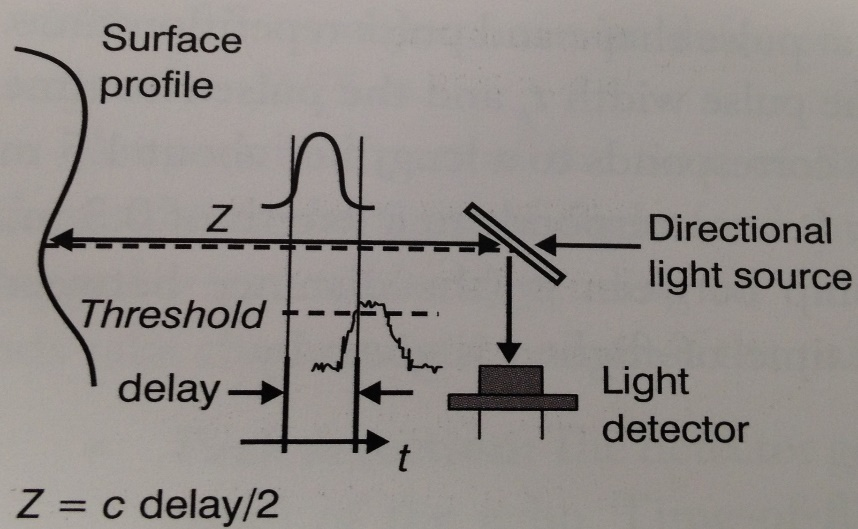 Surface
profile
Z
Directional
light source
Threshold
delay
Light
detector
t
Z = c delay/2